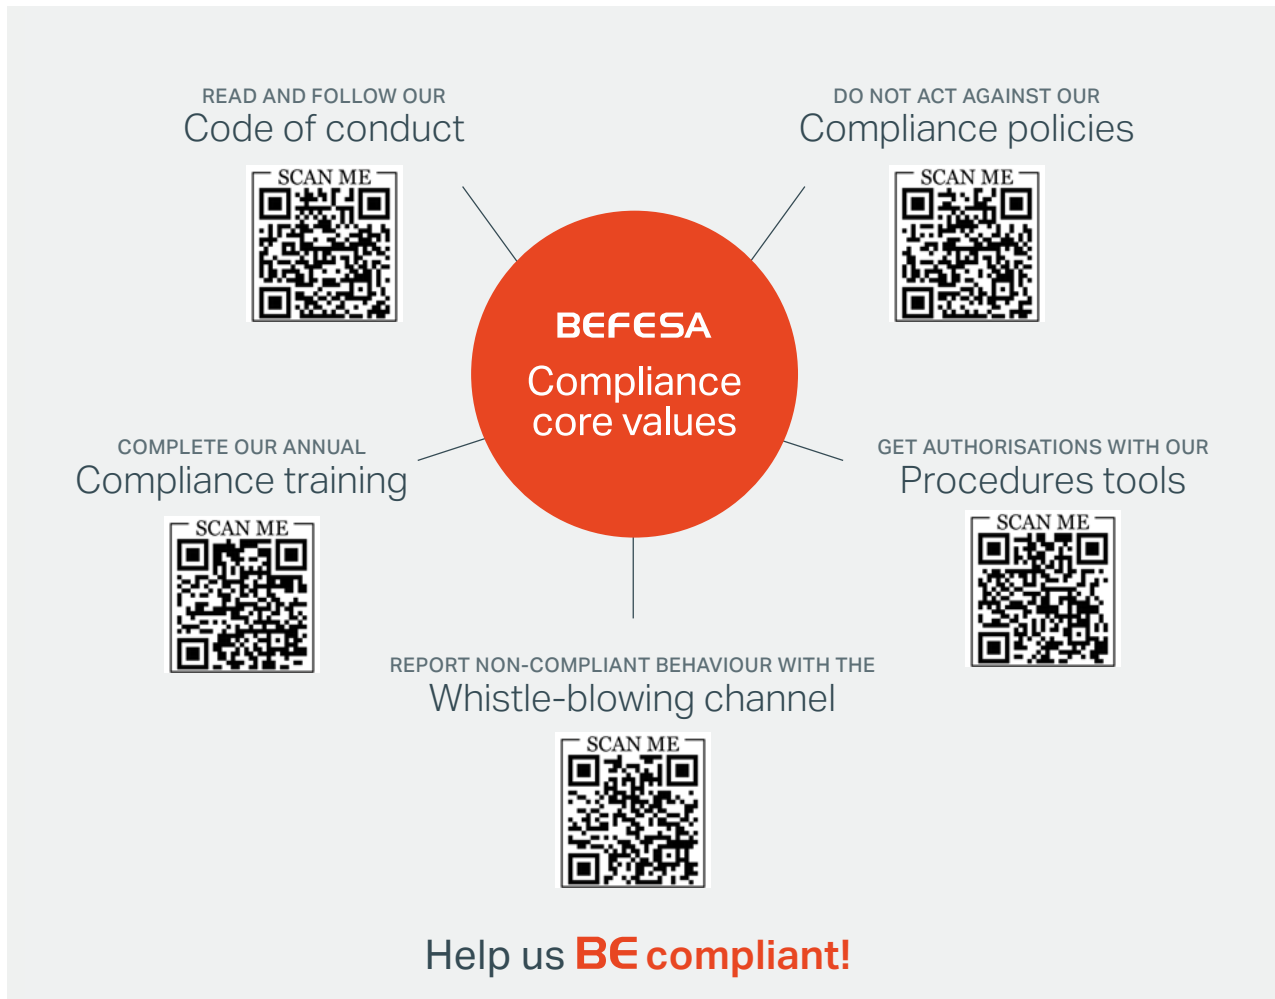 READ AND FOLLOW OUR
Code of conduct
SCAN ME
DO NOT ACT AGAINST OUR
Compliance policies
SCAN ME
BEFESA
Compliance
core values
COMPLETE OUR ANNUAL
Compliance training
SCAN ME
GET AUTHORISATIONS WITH OUR
Procedures tools
SCAN ME
REPORT NON-COMPLIANT BEHAVIOUR WITH THE
Whistle-blowing channel
SCAN ME
Help us BE compliant!